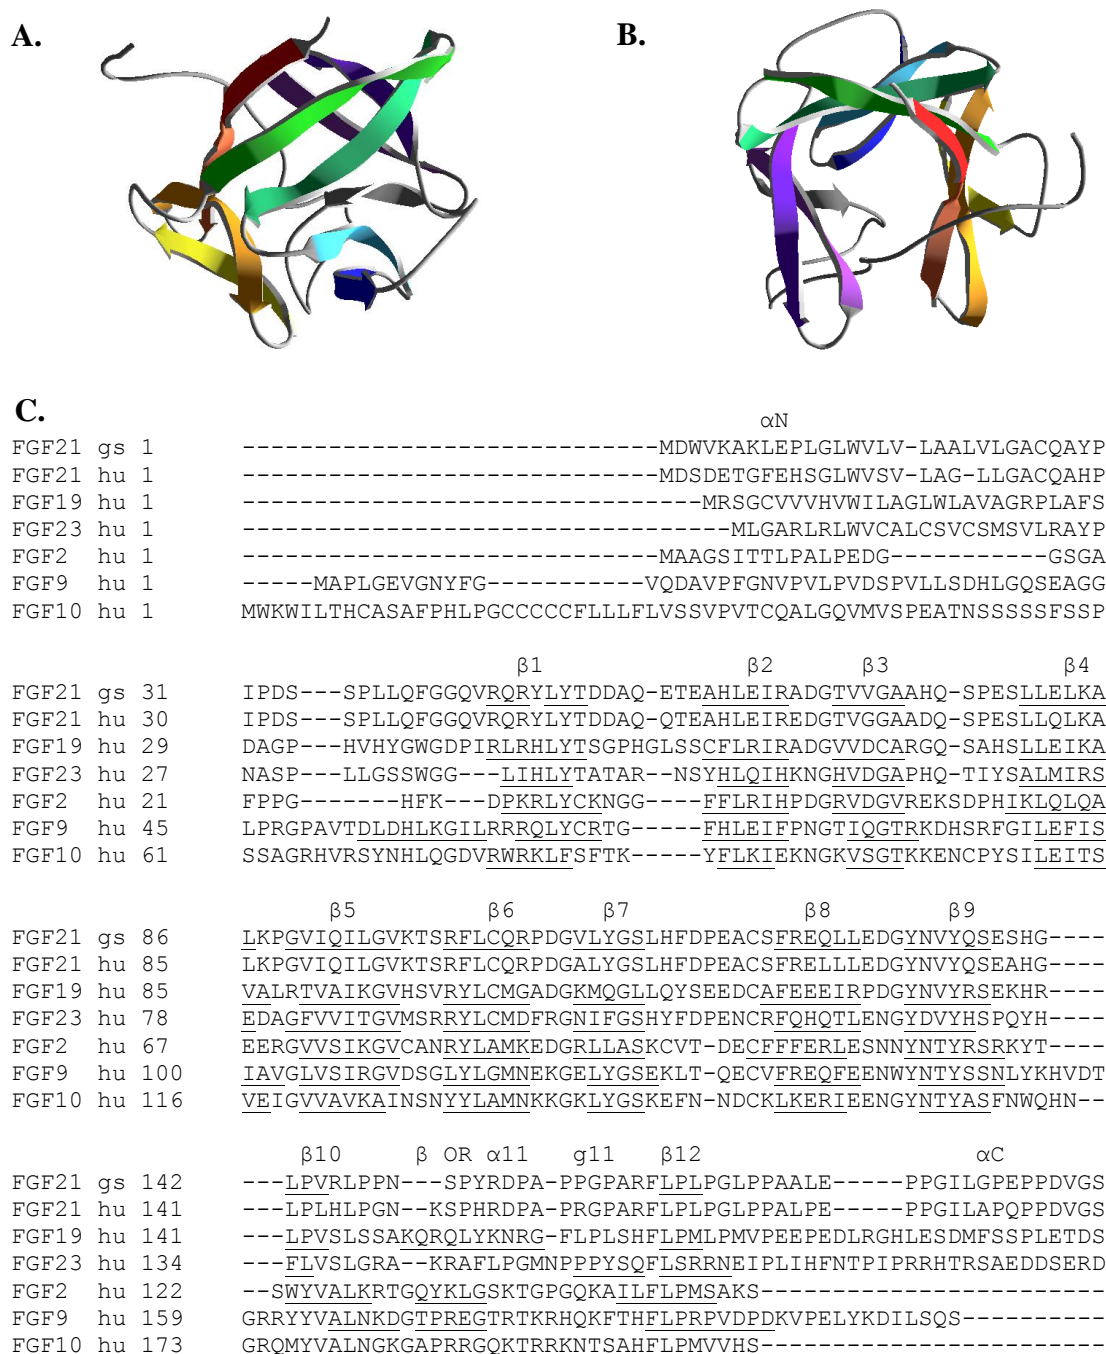 A.
B.
C.
αN
FGF21 gs 1 -----------------------------MDWVKAKLEPLGLWVLV-LAALVLGACQAYP
FGF21 hu 1 -----------------------------MDSDETGFEHSGLWVSV-LAG-LLGACQAHP
FGF19 hu 1 --------------------------------MRSGCVVVHVWILAGLWLAVAGRPLAFS
FGF23 hu 1 ----------------------------------MLGARLRLWVCALCSVCSMSVLRAYP
FGF2 hu 1 -----------------------------MAAGSITTLPALPEDG-----------GSGA
FGF9 hu 1 -----MAPLGEVGNYFG-----------VQDAVPFGNVPVLPVDSPVLLSDHLGQSEAGG
FGF10 hu 1 MWKWILTHCASAFPHLPGCCCCCFLLLFLVSSVPVTCQALGQVMVSPEATNSSSSSFSSP
β1 β2 β3 β4
FGF21 gs 31 IPDS---SPLLQFGGQVRQRYLYTDDAQ-ETEAHLEIRADGTVVGAAHQ-SPESLLELKA
FGF21 hu 30 IPDS---SPLLQFGGQVRQRYLYTDDAQ-QTEAHLEIREDGTVGGAADQ-SPESLLQLKA
FGF19 hu 29 DAGP---HVHYGWGDPIRLRHLYTSGPHGLSSCFLRIRADGVVDCARGQ-SAHSLLEIKA
FGF23 hu 27 NASP---LLGSSWGG--LIHLYTATAR--NSYHLQIHKNGHVDGAPHQ-TIYSALMIRS
FGF2 hu 21 FPPG------HFK---DPKRLYCKNGG----FFLRIHPDGRVDGVREKSDPHIKLQLQA
FGF9 hu 45 LPRGPAVTDLDHLKGILRRRQLYCRTG-----FHLEIFPNGTIQGTRKDHSRFGILEFIS
FGF10 hu 61 SSAGRHVRSYNHLQGDVRWRKLFSFTK-----YFLKIEKNGKVSGTKKENCPYSILEITS
β5 β6 β7 β8 β9
FGF21 gs 86 LKPGVIQILGVKTSRFLCQRPDGVLYGSLHFDPEACSFREQLLEDGYNVYQSESHG----
FGF21 hu 85 LKPGVIQILGVKTSRFLCQRPDGALYGSLHFDPEACSFRELLLEDGYNVYQSEAHG----
FGF19 hu 85 VALRTVAIKGVHSVRYLCMGADGKMQGLLQYSEEDCAFEEEIRPDGYNVYRSEKHR----
FGF23 hu 78 EDAGFVVITGVMSRRYLCMDFRGNIFGSHYFDPENCRFQHQTLENGYDVYHSPQYH----
FGF2 hu 67 EERGVVSIKGVCANRYLAMKEDGRLLASKCVT-DECFFFERLESNNYNTYRSRKYT----
FGF9 hu 100 IAVGLVSIRGVDSGLYLGMNEKGELYGSEKLT-QECVFREQFEENWYNTYSSNLYKHVDT
FGF10 hu 116 VEIGVVAVKAINSNYYLAMNKKGKLYGSKEFN-NDCKLKERIEENGYNTYASFNWQHN--
β10 β OR α11 g11 β12 αC
FGF21 gs 142 ---LPVRLPPN---SPYRDPA-PPGPARFLPLPGLPPAALE-----PPGILGPEPPDVGS
FGF21 hu 141 ---LPLHLPGN--KSPHRDPA-PRGPARFLPLPGLPPALPE-----PPGILAPQPPDVGS
FGF19 hu 141 ---LPVSLSSAKQRQLYKNRG-FLPLSHFLPMLPMVPEEPEDLRGHLESDMFSSPLETDS
FGF23 hu 134 ---FLVSLGRA--KRAFLPGMNPPPYSQFLSRRNEIPLIHFNTPIPRRHTRSAEDDSERD
FGF2 hu 122 --SWYVALKRTGQYKLGSKTGPGQKAILFLPMSAKS------------------------
FGF9 hu 159 GRRYYVALNKDGTPREGTRTKRHQKFTHFLPRPVDPDKVPELYKDILSQS----------
FGF10 hu 173 GRQMYVALNGKGAPRRGQKTRRKNTSAHFLPMVVHS------------------------